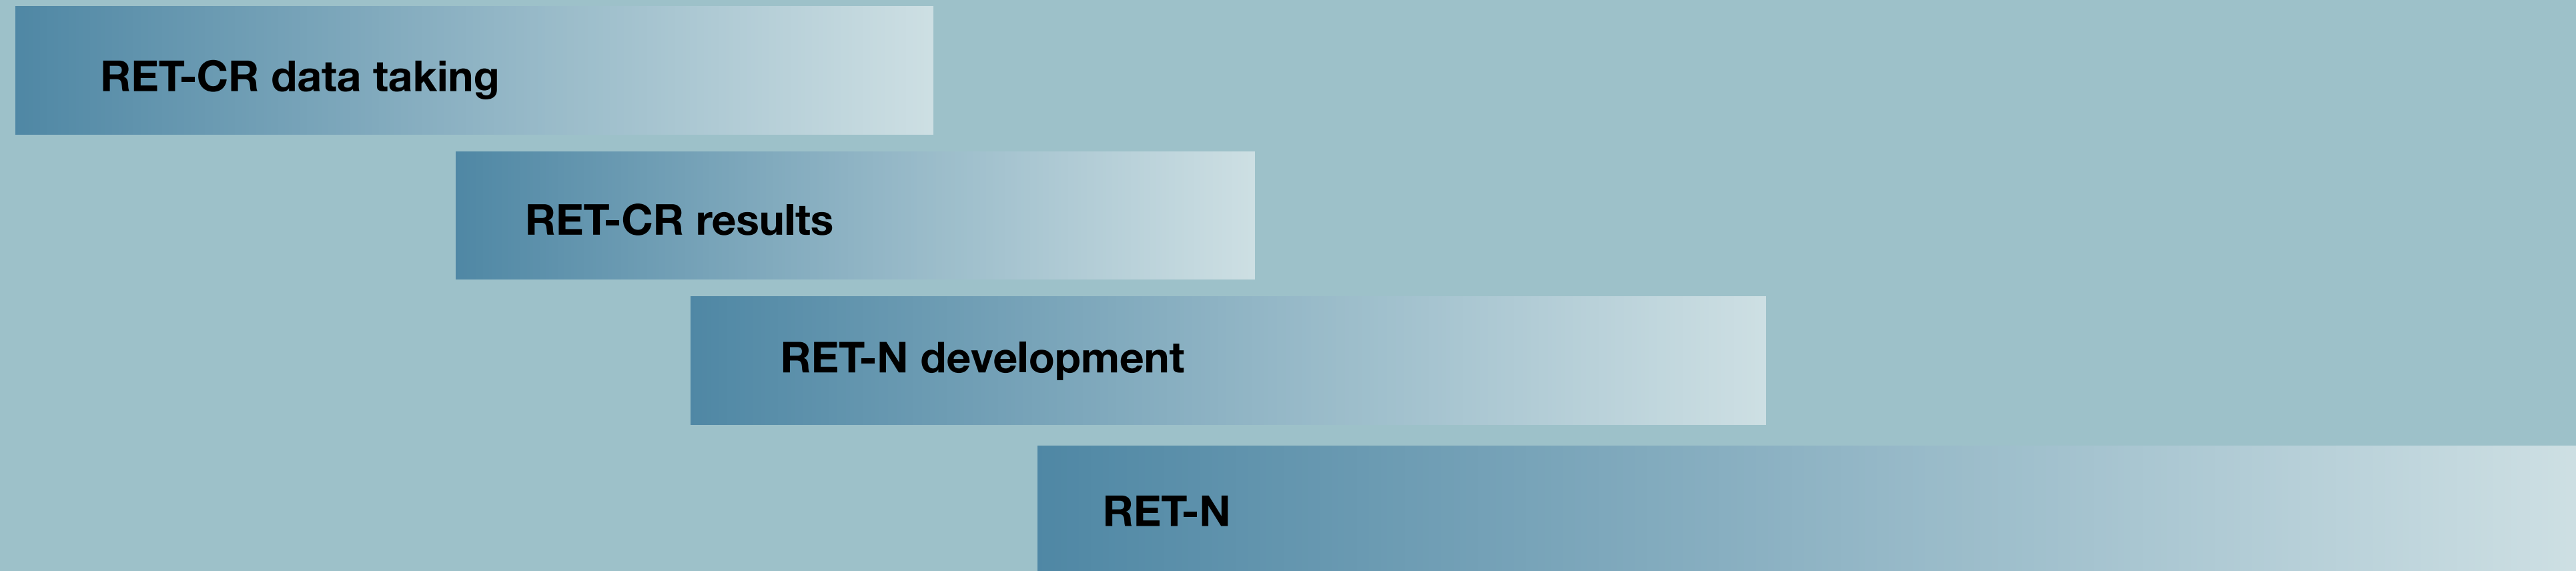 RET-CR data taking
RET-CR results
RET-N development
RET-N